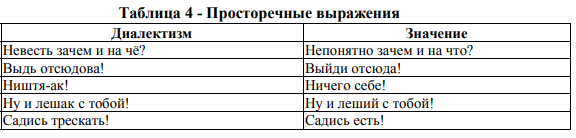 Таблица 4 - Просторечные выражения
Диалектизм Значение
Невесть зачем и на чё? Непонятно зачем и на что?
Выдь отсюдова! Выйди отсюда!
Ништя-ак! Ничего себе!
Ну и лешак с тобой! Ну и леший с тобой!
Садись трескать! Садись есть!